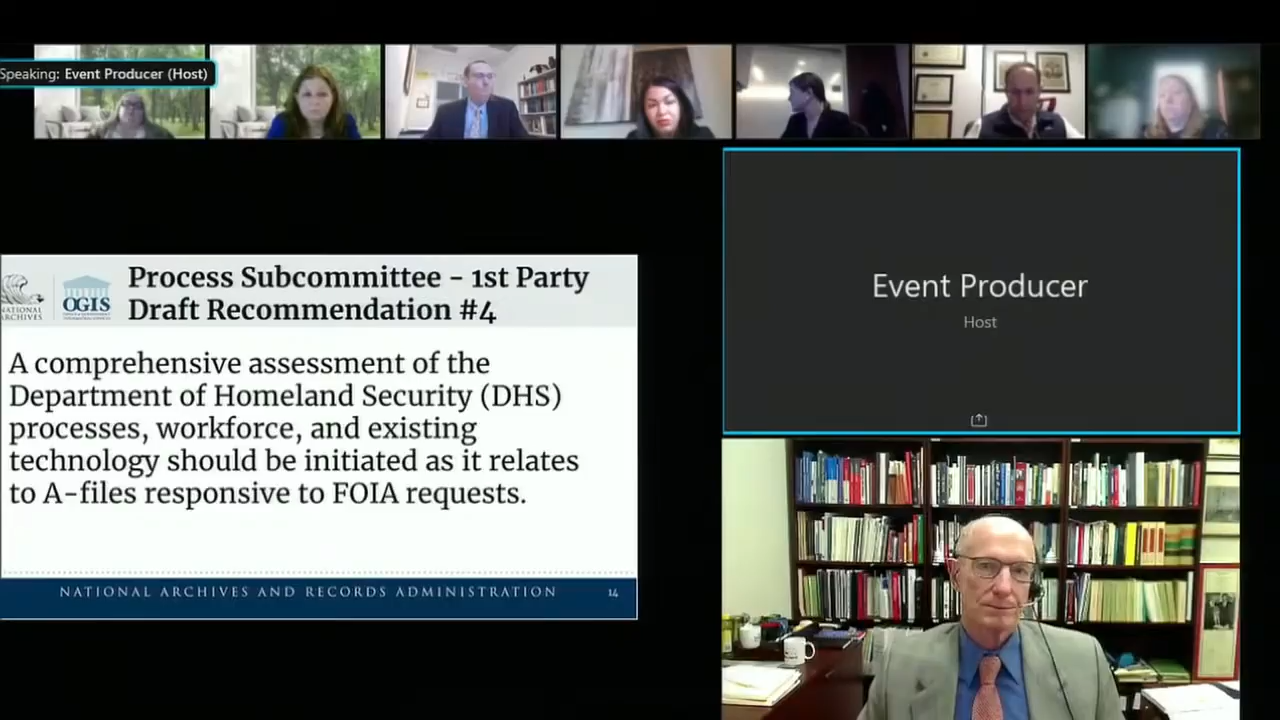 Speaking: Event Producer (Host)
Event Producer
Host
NATIONAL
ARCHIVES
OGIS
Process Subcommittee - 1st Party
Draft Recommendation #4
A comprehensive assessment of the
Department of Homeland Security (DHS)
processes, workforce, and existing
technology should be initiated as it relates
to A-files responsive to FOIA requests.
NATIONAL ARCHIVES AND RECORDS ADMINISTRATION 14